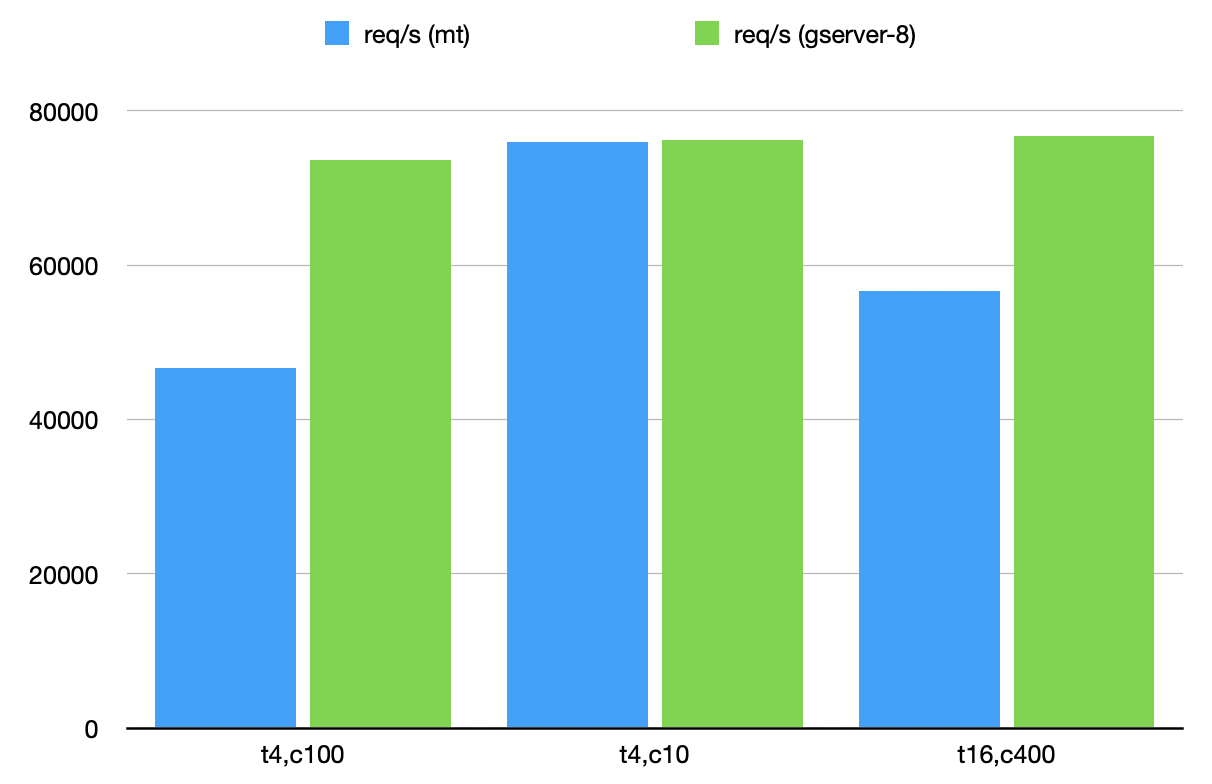 req/s (mt)
req/s (gserver-8)
80000
60000
40000
20000
0
t4,c100
t4,c10
t16,c400